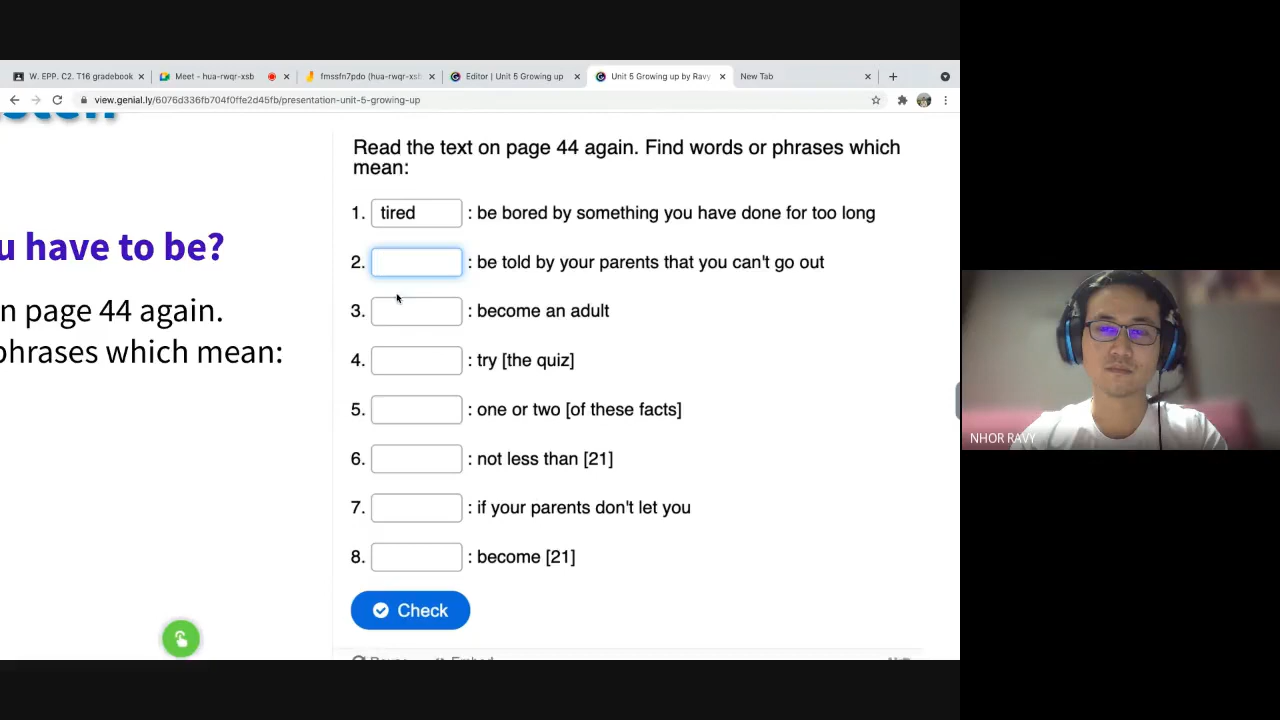 W. EPP. C2. T16 gradebook
Meet - hua-rwqr-xsb
fmssfn7pdo (hua-rwqr-xsb
Editor | Unit 5 Growing up
Unit 5 Growing up by Ravy
New Tab
view.genial.ly/6076d336fb704f0ffe2d45fb/presentation-unit-5-growing-up
u have to be?
n page 44 again.
phrases which mean:
Read the text on page 44 again. Find words or phrases which
mean:
1. tired : be bored by something you have done for too long
2. : be told by your parents that you can't go out
3. : become an adult
4. : try [the quiz]
5. : one or two [of these facts]
6. : not less than [21]
7. : if your parents don't let you
8. : become [21]
Check
NHOR RAVY